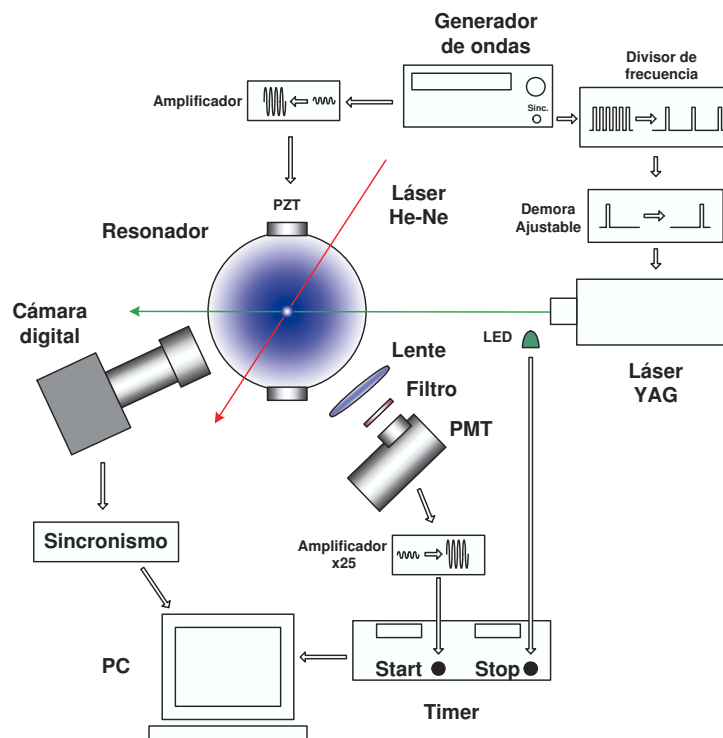 Generador
de ondas
Divisor de
frecuencia
Amplificador
Sinc.
Láser
He-Ne
PZT
Resonador
Demora
Ajustable
Cámara
digital
Lente
LED
Filtro
Láser
YAG
PMT
Sincronismo
Amplificador
x25
PC
Start
Stop
Timer